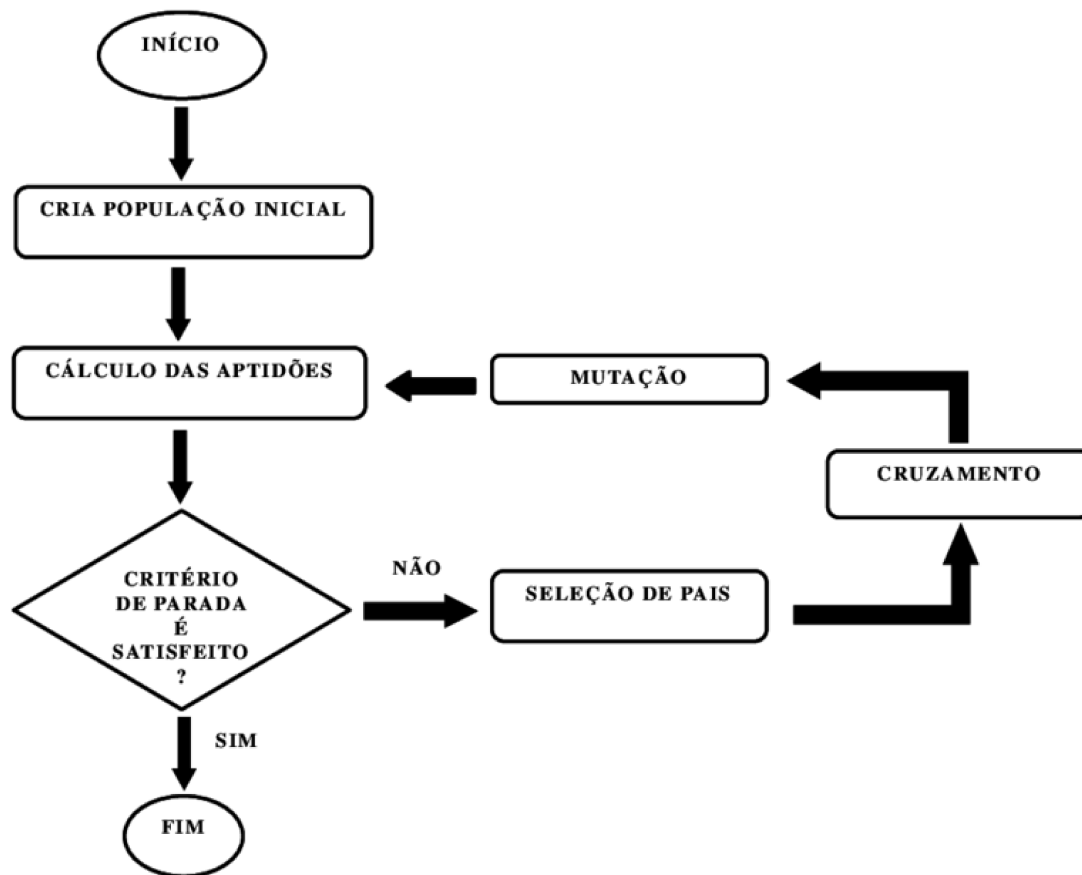 INÍCIO
CRIA POPULAÇÃO INICIAL
CÁLCULO DAS APTIDÕES
MUTAÇÃO
CRUZAMENTO
CRITÉRIO
DE PARADA
É
SATISFEITO
?
NÃO
SELEÇÃO DE PAIS
SIM
FIM